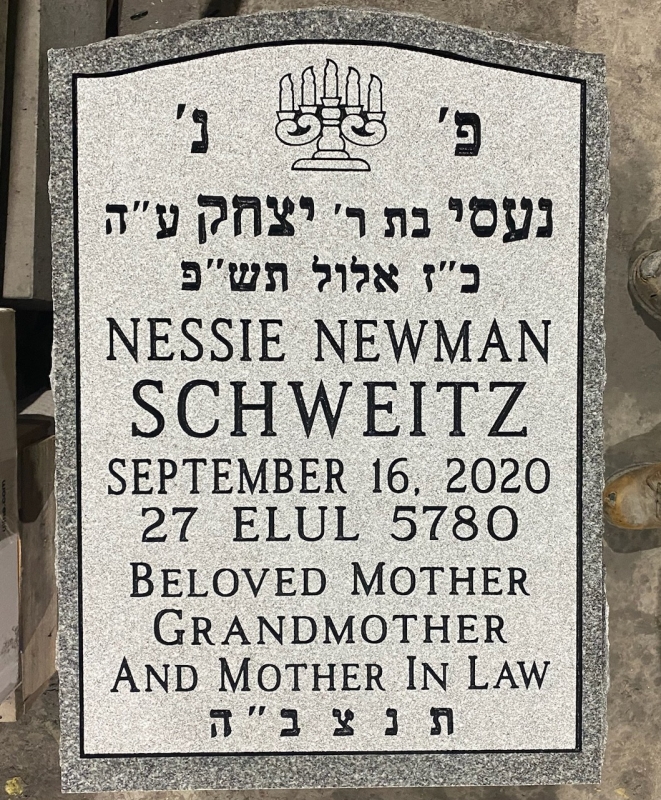 פ׳ נ׳
נעסי בת ר׳ יצחק ע״ה
כ״ז אלול תש״פ
NESSIE NEWMAN
SCHWEITZ
SEPTEMBER 16, 2020
27 ELUL 5780
BELOVED MOTHER
GRANDMOTHER
AND MOTHER IN LAW
ת נ צ ב ״ ה